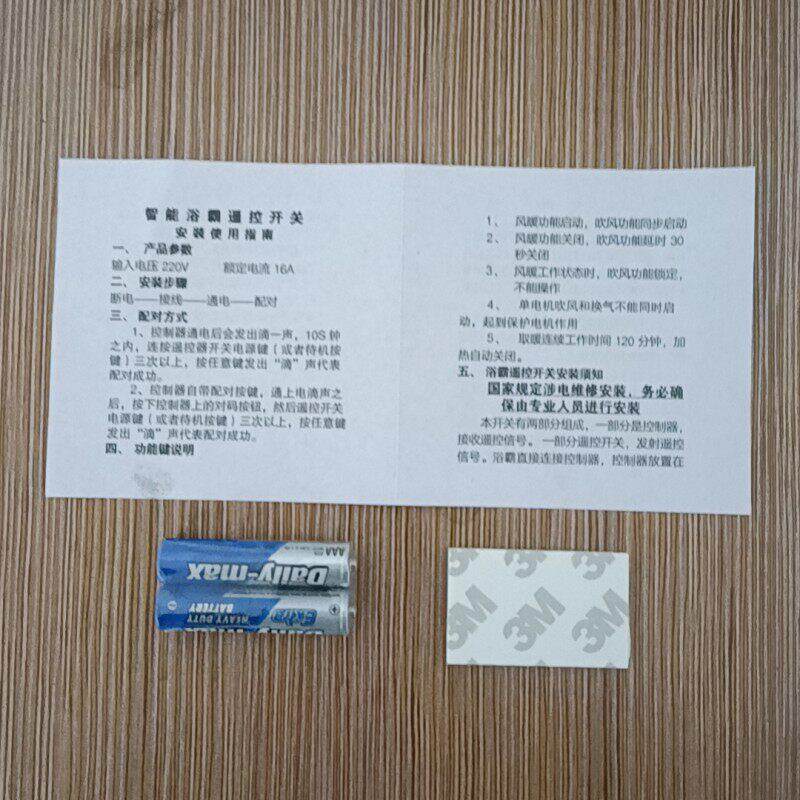 智能浴霸遥控开关
安装使用指南
一、 产品参数
输入电压 220V 额定电流 16A
二、 安装步骤
断电——接线——通电——配对
三、 配对方式
1、控制器通电后会发出滴一声，10S 钟
之内，连按遥控器开关电源键（或者待机按
键）三次以上，按任意键发出“滴”声代表
配对成功。
2、控制器自带配对按键，通上电滴声之
后，按下控制器上的对码按钮，然后遥控开关
电源键（或者待机键）三次以上，按任意键
发出“滴”声代表配对成功。
四、 功能键说明
1、 风暖功能启动，吹风功能同步启动
2、 风暖功能关闭，吹风功能延时 30
秒关闭
3、 风暖工作状态时，吹风功能锁定，
不能操作
4、 单电机吹风和换气不能同时启
动，起到保护电机作用
5、 取暖连续工作时间 120 分钟，加
热自动关闭。
五、 浴霸遥控开关安装须知
国家规定涉电维修安装，务必确
保由专业人员进行安装
本开关有两部分组成，一部分是控制器，
接收遥控信号。一部分遥控开关，发射遥控
信号。浴霸直接连接控制器，控制器放置在
AAA
Daily-max
Extra
HEAVY DUTY
BATTERY
Daily-max
3M
3M
3M
3M
3M